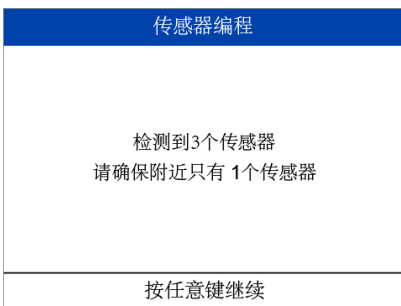 传感器编程
检测到3个传感器
请确保附近只有 1个传感器
按任意键继续